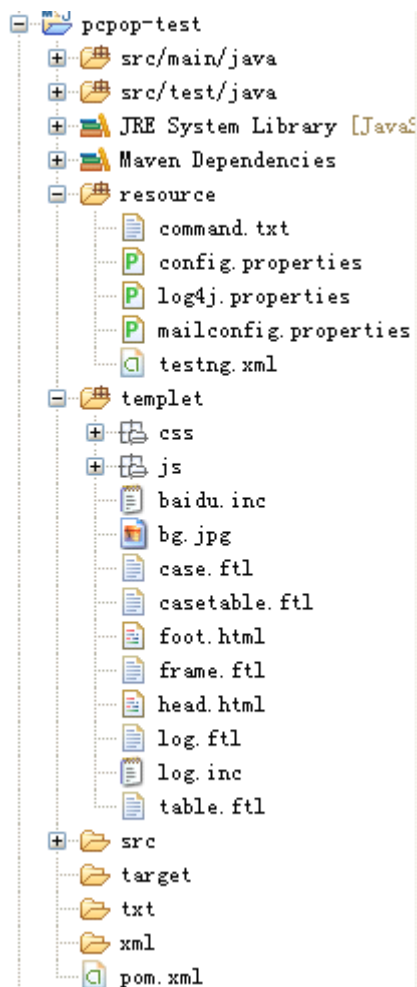 pcpop-test
src/main/java
src/test/java
JRE System Library [JavaS
Maven Dependencies
resource
command.txt
config.properties
log4j.properties
mailconfig.properties
testng.xml
templet
css
js
baidu.inc
bg.jpg
case.ftl
casetable.ftl
foot.html
frame.ftl
head.html
log.ftl
log.inc
table.ftl
src
target
txt
xml
pom.xml